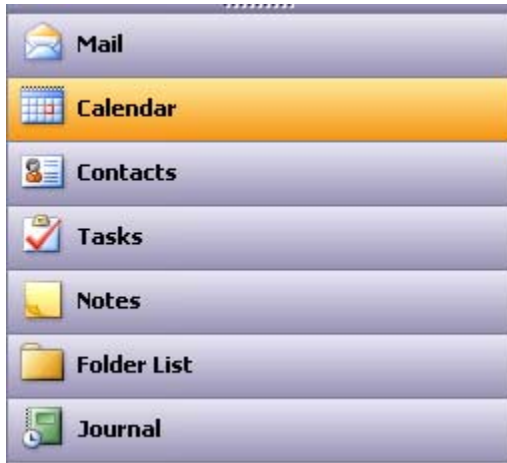 Mail
Calendar
Contacts
Tasks
Notes
Folder List
Journal